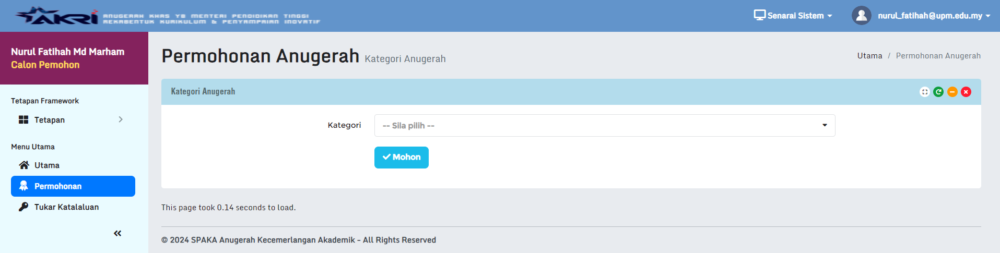 AKRI
ANUGERAH KHAS YB MENTERI PENDIDIKAN TINGGI
REKABENTUK KURIKULUM & PENYAMPAIAN INOVATIF
Senarai Sistem
nurul_fatihah@upm.edu.my
Nurul Fatihah Md Marham
Calon Pemohon
Tetapan Framework
Tetapan
Menu Utama
Utama
Permohonan
Tukar Katalaluan
Permohonan Anugerah Kategori Anugerah
Utama / Permohonan Anugerah
Kategori Anugerah
Kategori
-- Sila pilih --
Mohon
This page took 0.14 seconds to load.
© 2024 SPAKA Anugerah Kecemerlangan Akademik - All Rights Reserved